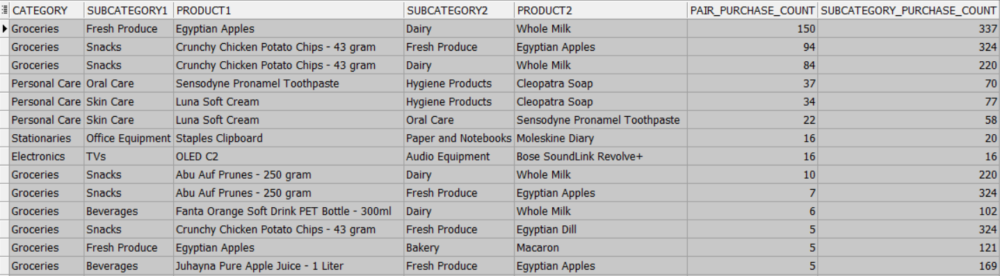 CATEGORY SUBCATEGORY1 PRODUCT1 SUBCATEGORY2 PRODUCT2 PAIR_PURCHASE_COUNT SUBCATEGORY_PURCHASE_COUNT
Groceries Fresh Produce Egyptian Apples Dairy Whole Milk 150 337
Groceries Snacks Crunchy Chicken Potato Chips - 43 gram Fresh Produce Egyptian Apples 94 324
Groceries Snacks Crunchy Chicken Potato Chips - 43 gram Dairy Whole Milk 84 220
Personal Care Oral Care Sensodyne Pronamel Toothpaste Hygiene Products Cleopatra Soap 37 70
Personal Care Skin Care Luna Soft Cream Hygiene Products Cleopatra Soap 34 77
Personal Care Skin Care Luna Soft Cream Oral Care Sensodyne Pronamel Toothpaste 22 58
Stationaries Office Equipment Staples Clipboard Paper and Notebooks Moleskine Diary 16 20
Electronics TVs OLED C2 Audio Equipment Bose SoundLink Revolve+ 16 16
Groceries Snacks Abu Auf Prunes - 250 gram Dairy Whole Milk 10 220
Groceries Snacks Abu Auf Prunes - 250 gram Fresh Produce Egyptian Apples 7 324
Groceries Beverages Fanta Orange Soft Drink PET Bottle - 300ml Dairy Whole Milk 6 102
Groceries Snacks Crunchy Chicken Potato Chips - 43 gram Fresh Produce Egyptian Dill 5 324
Groceries Fresh Produce Egyptian Apples Bakery Macaron 5 121
Groceries Beverages Juhayna Pure Apple Juice - 1 Liter Fresh Produce Egyptian Apples 5 169